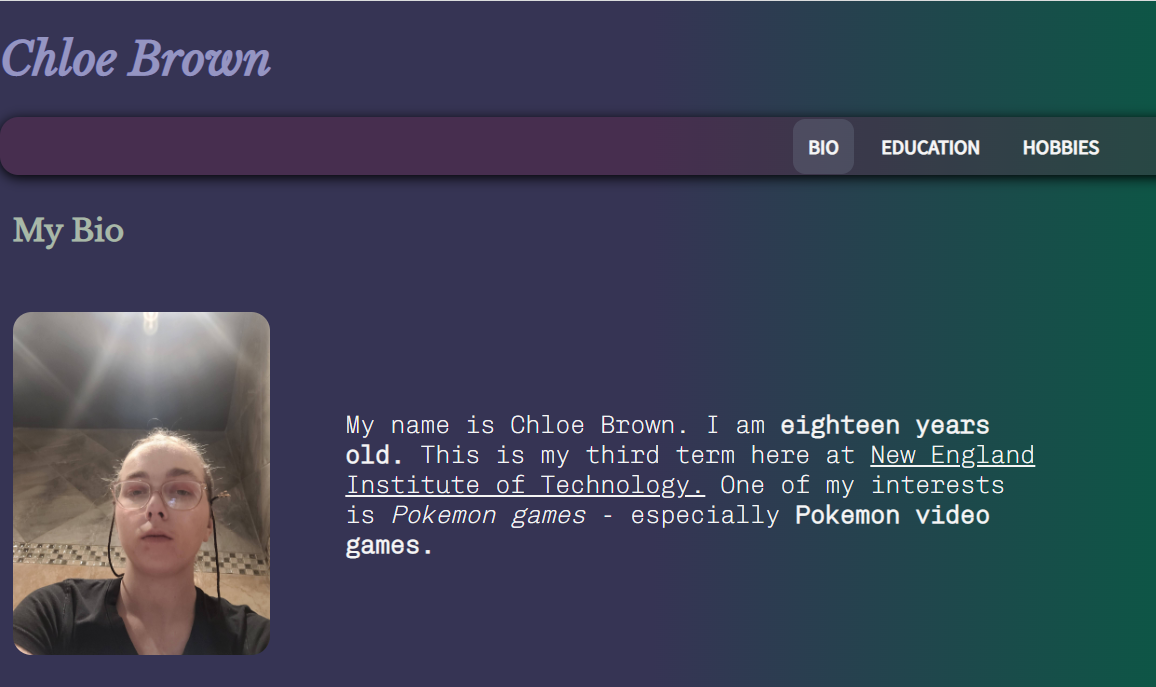 Chloe Brown
BIO EDUCATION HOBBIES
My Bio
My name is Chloe Brown. I am eighteen years
old. This is my third term here at New England
Institute of Technology. One of my interests
is Pokemon games - especially Pokemon video
games.